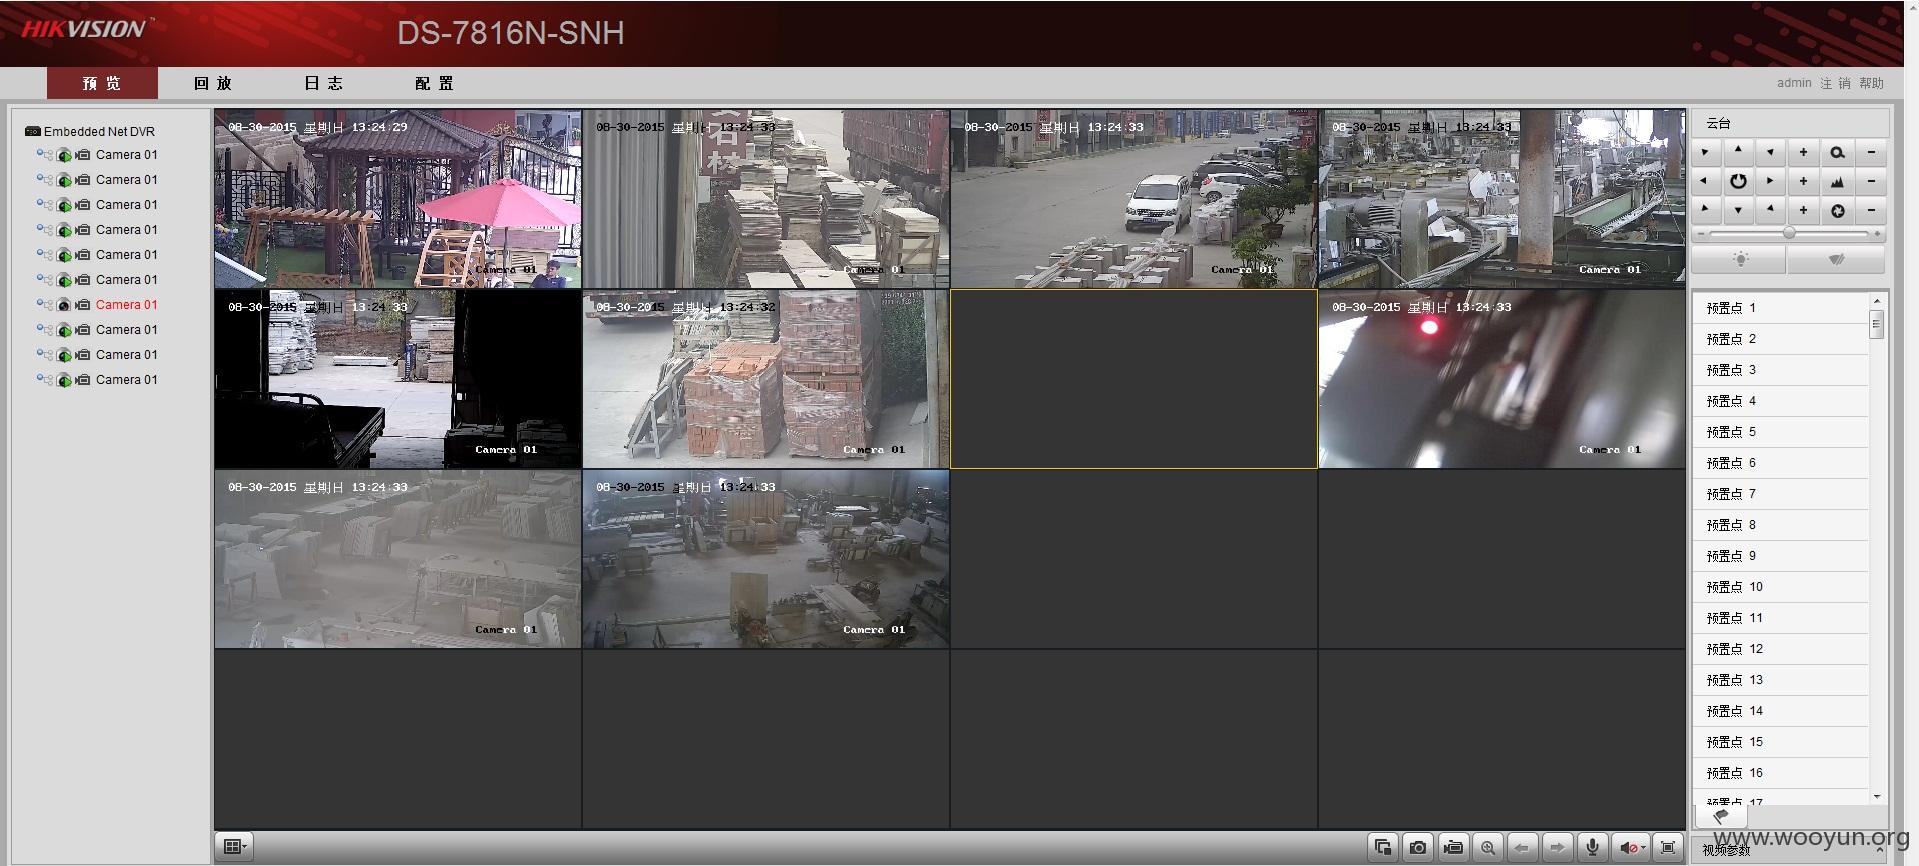 HIKVISION
DS-7816N-SNH
预览 回放 日志 配置
admin 注销 帮助
Embedded Net DVR
Camera 01
Camera 01
Camera 01
Camera 01
Camera 01
Camera 01
Camera 01
Camera 01
Camera 01
Camera 01
08-30-2015 星期日 13:24:29
Camera 01
08-30-2015 星期日 13:24:33
石材
Camera 01
08-30-2015 星期日 13:24:33
Camera 01
08-30-2015 星期日 13:24:33
Camera 01
08-30-2015 星期日 13:24:33
Camera 01
08-30-2015 星期日 13:24:32
Camera 01
08-30-2015 星期日 13:24:33
Camera 01
08-30-2015 星期日 13:24:33
Camera 01
08-30-2015 星期日 13:24:33
Camera 01
云台
预置点 1
预置点 2
预置点 3
预置点 4
预置点 5
预置点 6
预置点 7
预置点 8
预置点 9
预置点 10
预置点 11
预置点 12
预置点 13
预置点 14
预置点 15
预置点 16
预置点 17
视频参数
www.wooyun.org